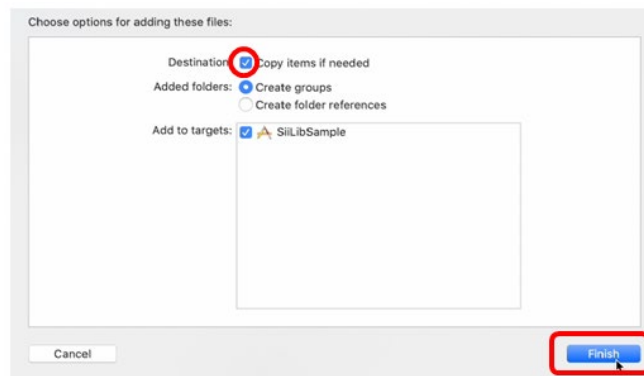 Choose options for adding these files:
Destination: Copy items if needed
Added folders: Create groups
Create folder references
Add to targets: SiiLibSample
Cancel
Finish